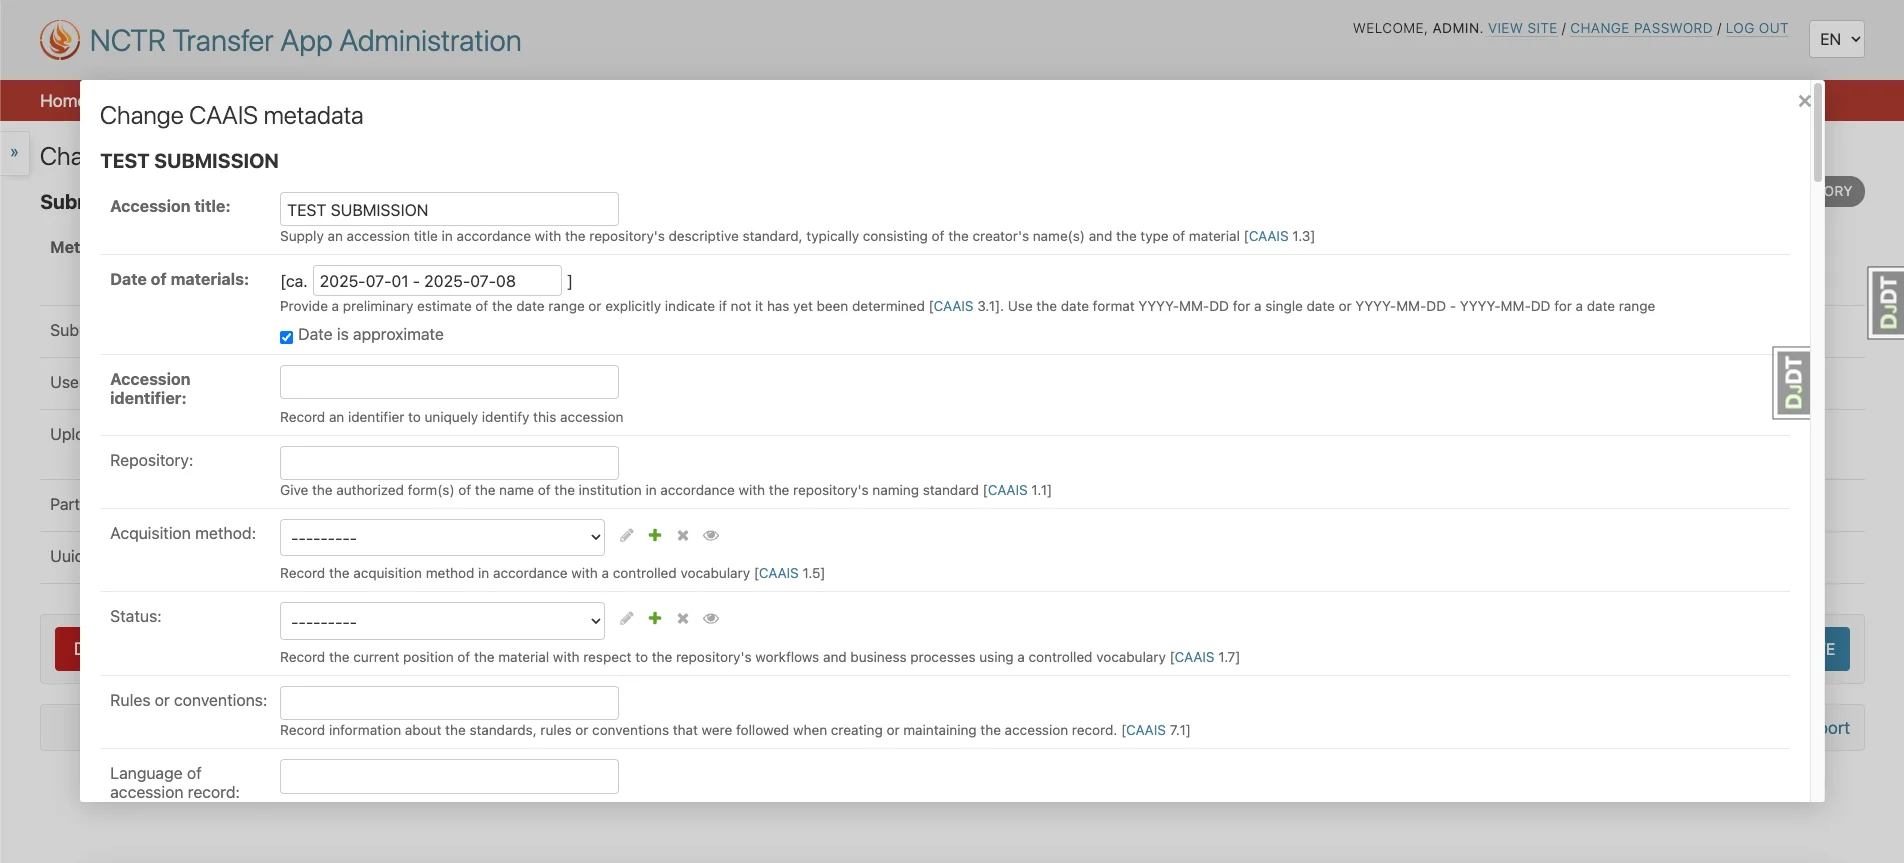 NCTR Transfer App Administration
WELCOME, ADMIN. VIEW SITE / CHANGE PASSWORD / LOG OUT
EN
Home
Change CAAIS metadata
×
»
TEST SUBMISSION
ORY
Accession title:
TEST SUBMISSION
Supply an accession title in accordance with the repository's descriptive standard, typically consisting of the creator's name(s) and the type of material [CAAIS 1.3]
Met
Date of materials:
[ca. 2025-07-01 - 2025-07-08 ]
Provide a preliminary estimate of the date range or explicitly indicate if not it has yet been determined [CAAIS 3.1]. Use the date format YYYY-MM-DD for a single date or YYYY-MM-DD - YYYY-MM-DD for a date range
DJDT
Sub
Date is approximate
DJDT
Use
Accession
identifier:
Record an identifier to uniquely identify this accession
Uplo
Repository:
Give the authorized form(s) of the name of the institution in accordance with the repository's naming standard [CAAIS 1.1]
Part
Acquisition method:
---------
Record the acquisition method in accordance with a controlled vocabulary [CAAIS 1.5]
Uuid
Status:
---------
Record the current position of the material with respect to the repository's workflows and business processes using a controlled vocabulary [CAAIS 1.7]
E
Rules or conventions:
Record information about the standards, rules or conventions that were followed when creating or maintaining the accession record. [CAAIS 7.1]
port
Language of
accession record: